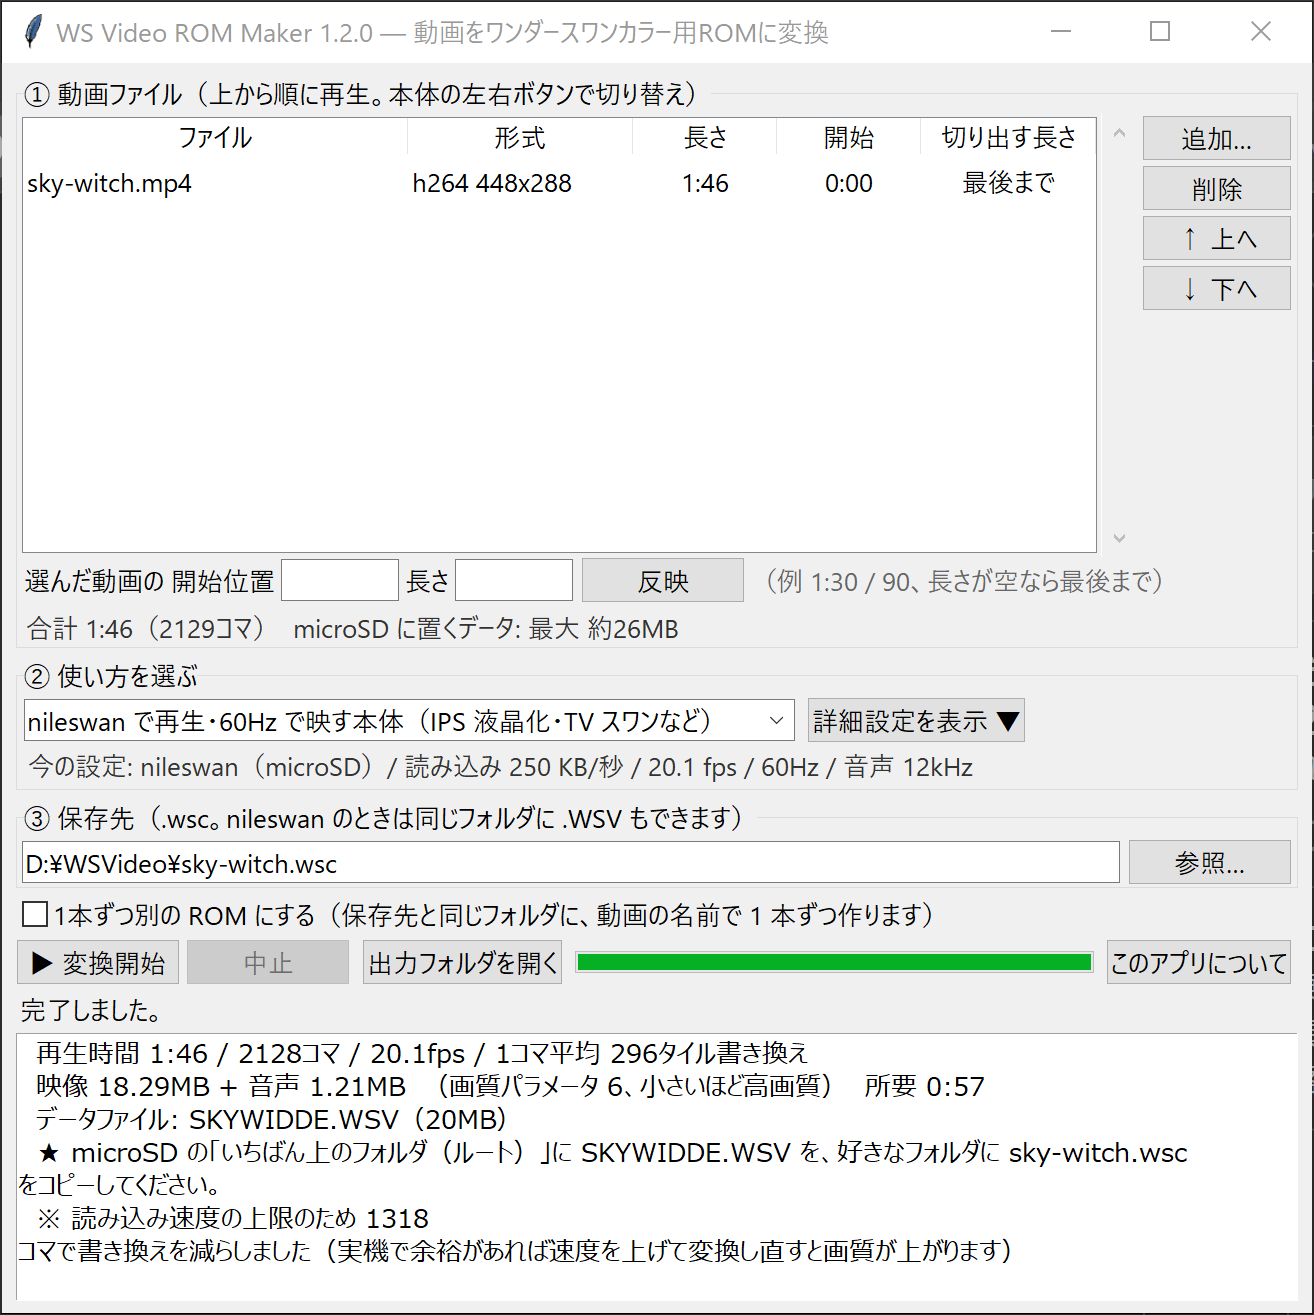 WS Video ROM Maker 1.2.0 — 動画をワンダースワンカラー用ROMに変換
① 動画ファイル（上から順に再生。本体の左右ボタンで切り替え）
ファイル 形式 長さ 開始 切り出す長さ
sky-witch.mp4 h264 448x288 1:46 0:00 最後まで
追加...
削除
↑ 上へ
↓ 下へ
選んだ動画の 開始位置 長さ 反映 （例 1:30 / 90、長さが空なら最後まで）
合計 1:46（2129コマ） microSD に置くデータ: 最大 約26MB
② 使い方を選ぶ
nileswan で再生・60Hz で映す本体（IPS 液晶化・TV スワンなど） 詳細設定を表示 ▼
今の設定: nileswan（microSD）/ 読み込み 250 KB/秒 / 20.1 fps / 60Hz / 音声 12kHz
③ 保存先（.wsc。nileswan のときは同じフォルダに .WSV もできます）
D:¥WSVideo¥sky-witch.wsc 参照...
1本ずつ別の ROM にする（保存先と同じフォルダに、動画の名前で 1 本ずつ作ります）
▶ 変換開始 中止 出力フォルダを開く このアプリについて
完了しました。
再生時間 1:46 / 2128コマ / 20.1fps / 1コマ平均 296タイル書き換え
映像 18.29MB + 音声 1.21MB （画質パラメータ 6、小さいほど高画質） 所要 0:57
データファイル: SKYWIDDE.WSV（20MB）
★ microSD の「いちばん上のフォルダ（ルート）」に SKYWIDDE.WSV を、好きなフォルダに sky-witch.wsc
をコピーしてください。
※ 読み込み速度の上限のため 1318
コマで書き換えを減らしました（実機で余裕があれば速度を上げて変換し直すと画質が上がります）